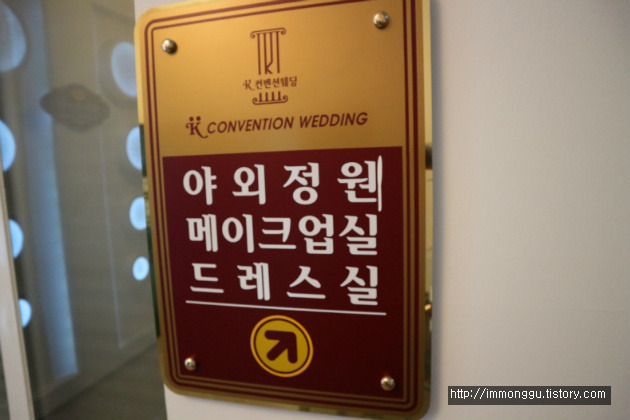 K 컨벤션웨딩
K CONVENTION WEDDING
야외정원
메이크업실
드레스실
http://immonggu.tistory.com